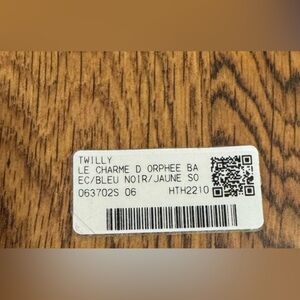 TWILLY
LE CHARME D ORPHEE BA
EC/BLEU NOIR/JAUNE SO
063702S 06 HTH2210